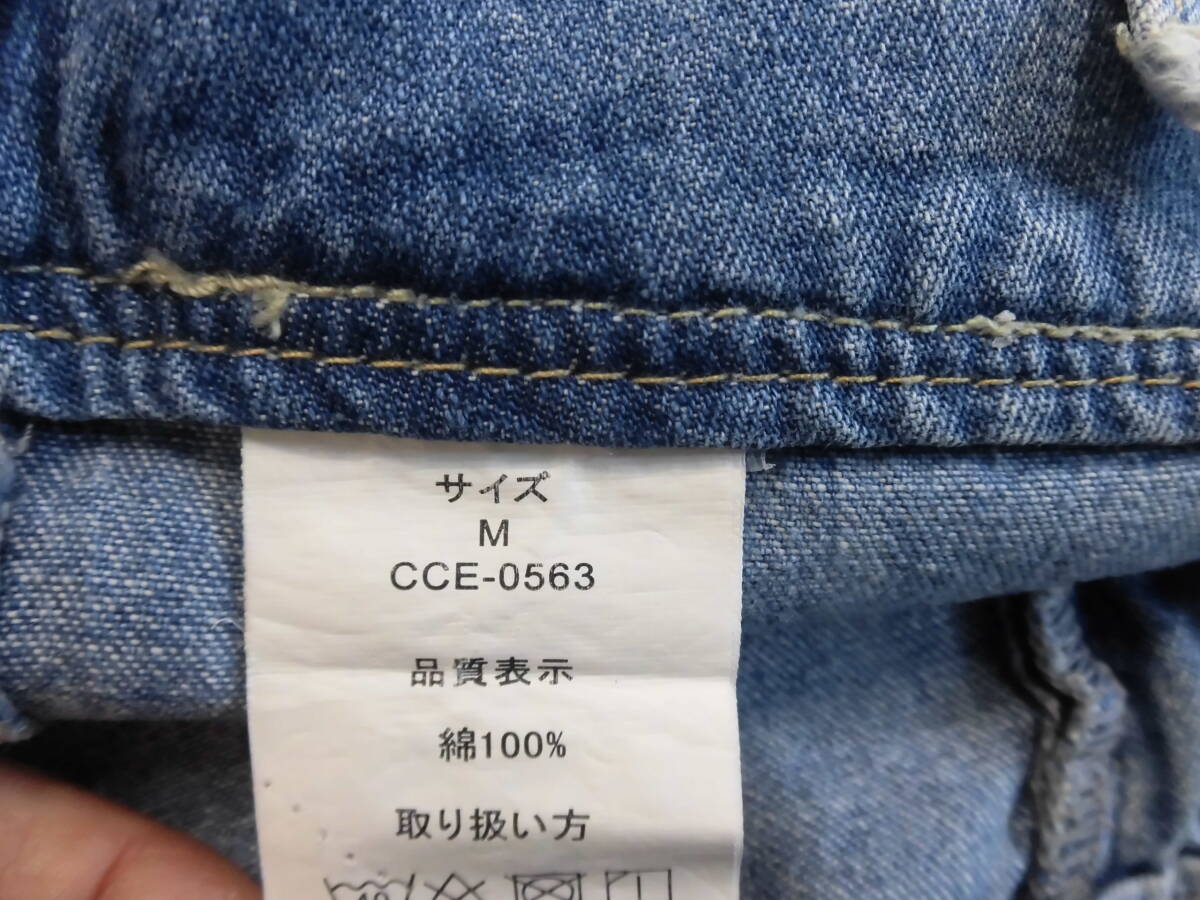 サイズ
M
CCE-0563
品質表示
綿100%
取り扱い方